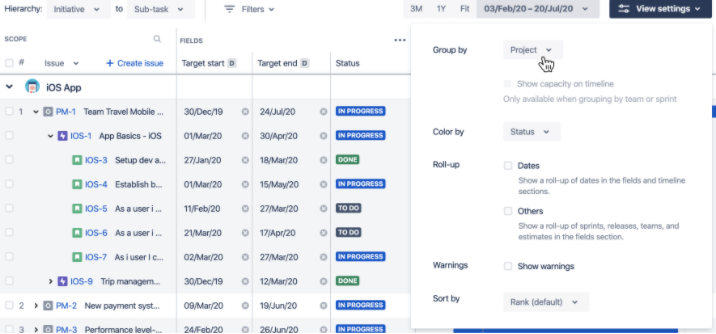 Hierarchy: Initiative to Sub-task Filters 3M 1Y Fit 03/Feb/20 – 20/Jul/20 View settings
SCOPE FIELDS ...
# Issue + Create issue Target start D Target end D Status
iOS App
1 PM-1 Team Travel Mobile ... 30/Dec/19 24/Jul/20 IN PROGRESS
IOS-1 App Basics - iOS 01/Mar/20 30/Apr/20 IN PROGRESS
IOS-3 Setup dev a... 27/Jan/20 18/Mar/20 DONE
IOS-4 Establish b... 01/Mar/20 15/May/20 IN PROGRESS
IOS-5 As a user i ... 11/Feb/20 27/Mar/20 TO DO
IOS-6 As a user i ... 21/Mar/20 17/Apr/20 TO DO
IOS-7 As i user I c... 02/Mar/20 27/Mar/20 IN PROGRESS
IOS-9 Trip managem... 30/Dec/19 12/Mar/20 DONE
2 PM-2 New payment syst... 09/Mar/20 19/Jun/20 IN PROGRESS
3 PM-3 Performance level-... 24/Feb/20 26/Jun/20 IN PROGRESS
Group by Project
Show capacity on timeline
Only available when grouping by team or sprint
Color by Status
Roll-up Dates
Show a roll-up of dates in the fields and timeline
sections.
Others
Show a roll-up of sprints, releases, teams, and
estimates in the fields section.
Warnings Show warnings
Sort by Rank (default)